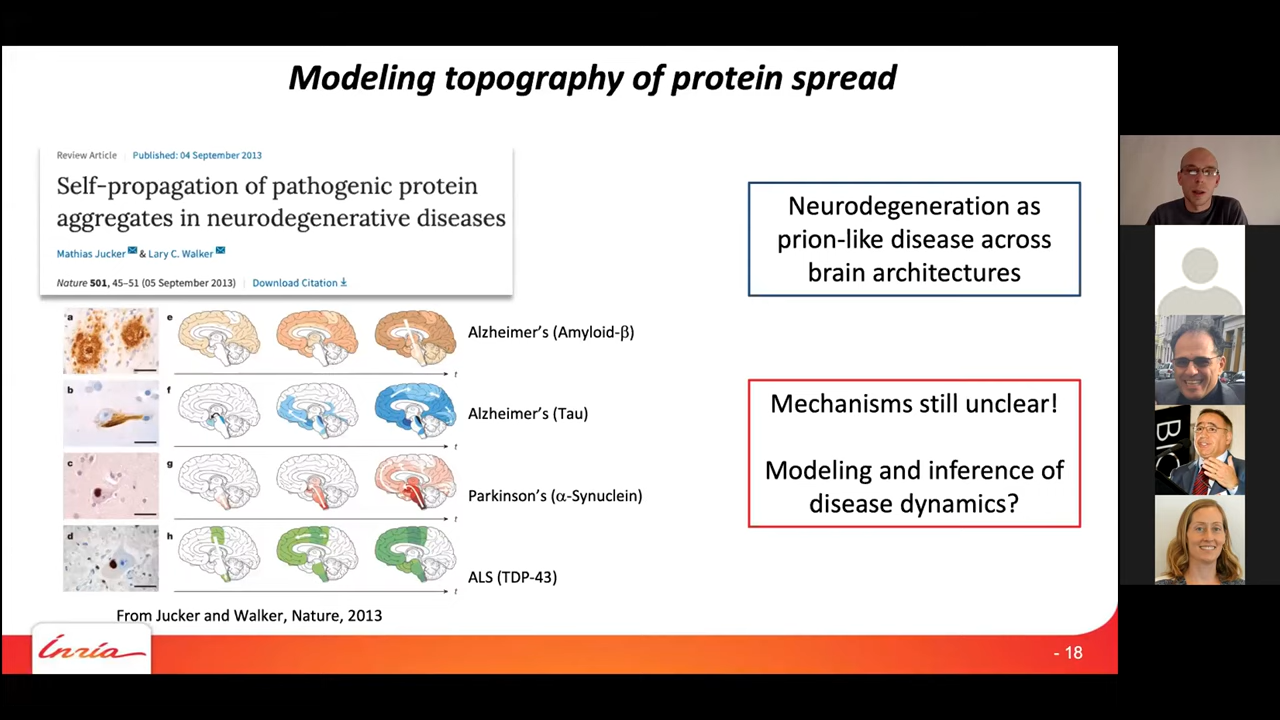 Modeling topography of protein spread
Review Article Published: 04 September 2013
Self-propagation of pathogenic protein
aggregates in neurodegenerative diseases
Mathias Jucker & Lary C. Walker
Nature 501, 45–51 (05 September 2013) Download Citation
a
e
t
Alzheimer's (Amyloid-β)
b
f
t
Alzheimer's (Tau)
c
g
t
Parkinson's (α-Synuclein)
d
h
t
ALS (TDP-43)
From Jucker and Walker, Nature, 2013
Neurodegeneration as
prion-like disease across
brain architectures
Mechanisms still unclear!
Modeling and inference of
disease dynamics?
Inria
- 18